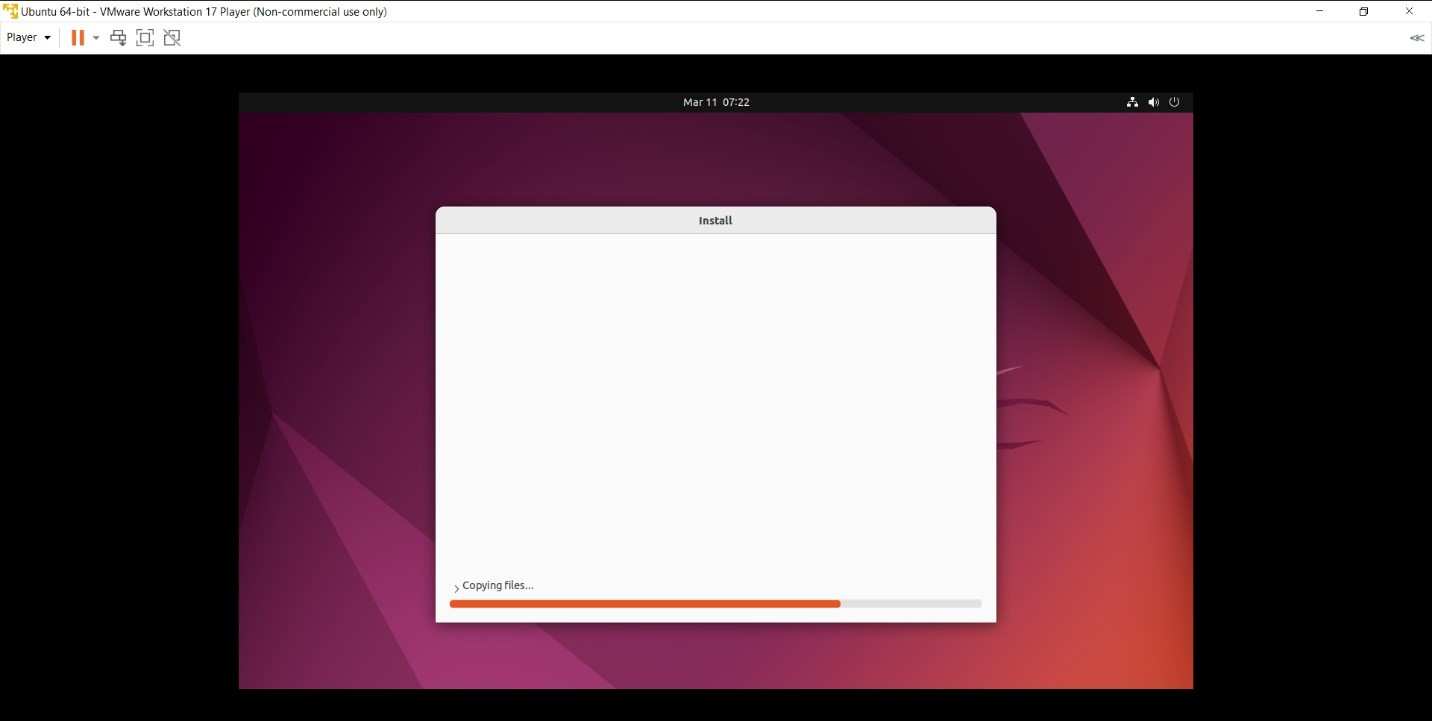 Ubuntu 64-bit - VMware Workstation 17 Player (Non-commercial use only)
Player
Mar 11 07:22
Install
Copying files...